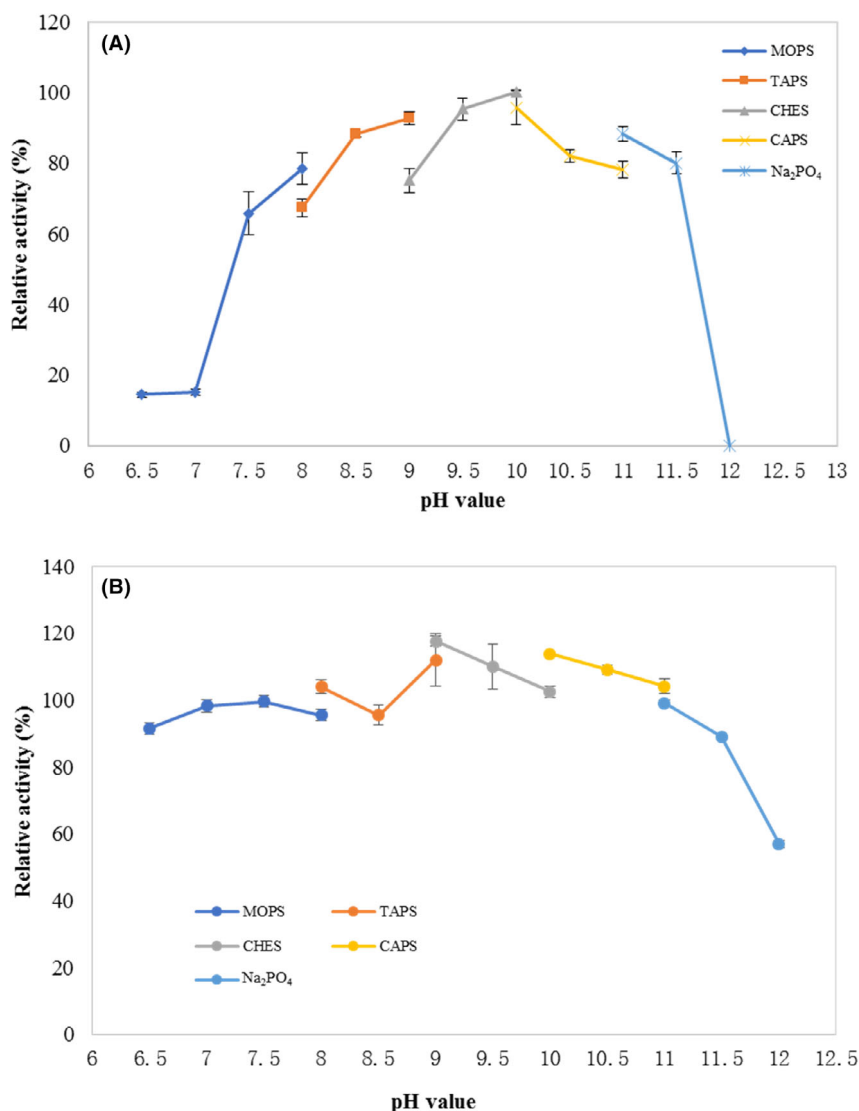 (A)
120
100
80
60
40
20
0
Relative activity (%)
6 6.5 7 7.5 8 8.5 9 9.5 10 10.5 11 11.5 12 12.5 13
pH value
MOPS
TAPS
CHES
CAPS
Na₂PO₄
(B)
140
120
100
80
60
40
20
0
Relative activity (%)
MOPS TAPS
CHES CAPS
Na₂PO₄
6 6.5 7 7.5 8 8.5 9 9.5 10 10.5 11 11.5 12 12.5
pH value